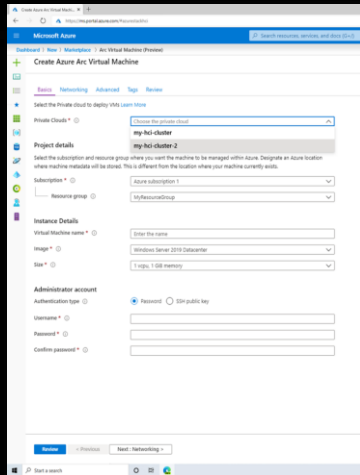 Create Azure Arc Virtual Mach...
https://ms.portal.azure.com/
Microsoft Azure
Search resources, services, and docs (G+/)
Dashboard > New > Marketplace > Arc Virtual Machine (Preview)
Create Azure Arc Virtual Machine
Basics Networking Advanced Tags Review
Select the Private cloud to deploy VMs Learn More
Private Clouds *
Choose the private cloud
my-hci-cluster
my-hci-cluster-2
Project details
Select the subscription and resource group where you want the machine to be managed within Azure. Designate an Azure location
where machine metadata will be stored. This is different from the location where your machine currently exists.
Subscription *
Azure subscription 1
Resource group
MyResourceGroup
Instance Details
Virtual Machine name *
Enter the name
Image *
Windows Server 2019 Datacenter
Size *
1 vcpu, 1 GiB memory
Administrator account
Authentication type
Password SSH public key
Username *
Password *
Confirm password *
Review < Previous Next : Networking >
Start a search